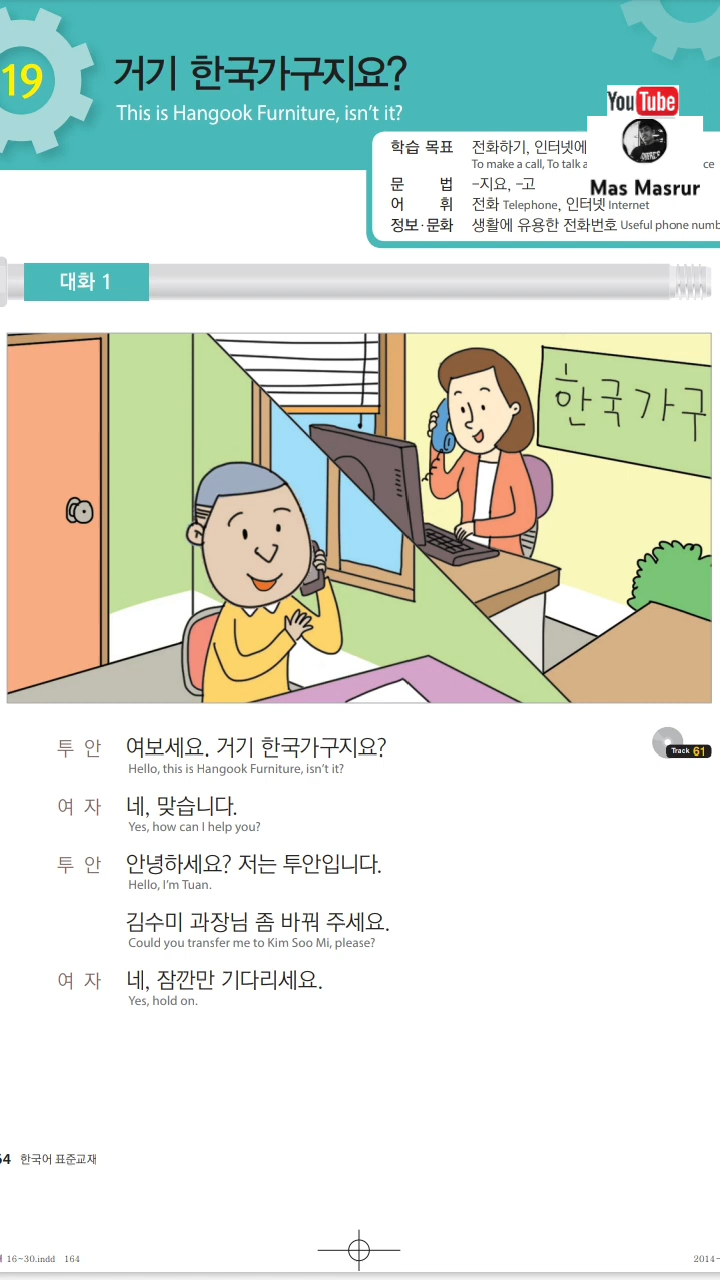 19
거기 한국가구지요?
This is Hangook Furniture, isn't it?
YouTube
Mas Masrur
학습 목표 전화하기, 인터넷에
To make a call, To talk
문 법 -지요, -고
어 휘 전화 Telephone, 인터넷 Internet
정보·문화 생활에 유용한 전화번호 Useful phone
대화 1
한국가구
투 안 여보세요. 거기 한국가구지요?
Hello, this is Hangook Furniture, isn't it?
Track 61
여 자 네, 맞습니다.
Yes, how can I help you?
투 안 안녕하세요? 저는 투안입니다.
Hello, I'm Tuan.
김수미 과장님 좀 바꿔 주세요.
Could you transfer me to Kim Soo Mi, please?
여 자 네, 잠깐만 기다리세요.
Yes, hold on.
한국어 표준교재
16-30.indd 164
2014-